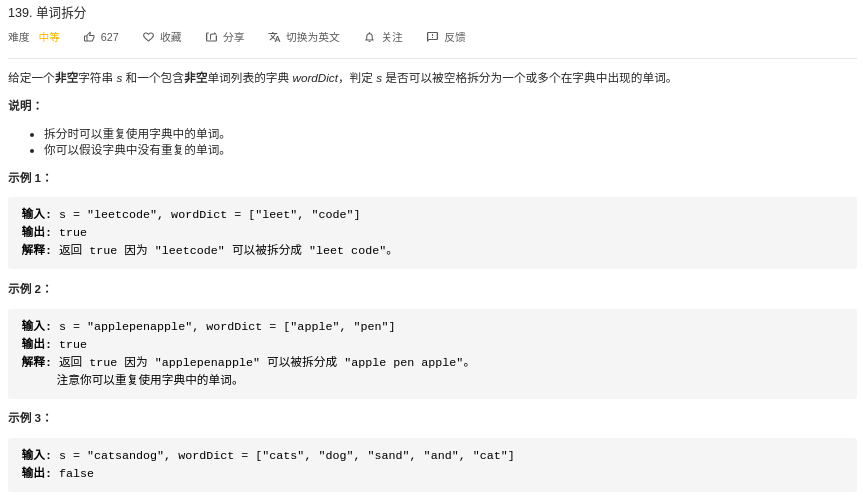 139. 单词拆分
难度 中等 627 收藏 分享 切换为英文 关注 反馈
给定一个非空字符串 s 和一个包含非空单词列表的字典 wordDict，判定 s 是否可以被空格拆分为一个或多个在字典中出现的单词。
说明：
• 拆分时可以重复使用字典中的单词。
• 你可以假设字典中没有重复的单词。
示例 1：
输入: s = "leetcode", wordDict = ["leet", "code"]
输出: true
解释: 返回 true 因为 "leetcode" 可以被拆分成 "leet code"。
示例 2：
输入: s = "applepenapple", wordDict = ["apple", "pen"]
输出: true
解释: 返回 true 因为 "applepenapple" 可以被拆分成 "apple pen apple"。
注意你可以重复使用字典中的单词。
示例 3：
输入: s = "catsandog", wordDict = ["cats", "dog", "sand", "and", "cat"]
输出: false